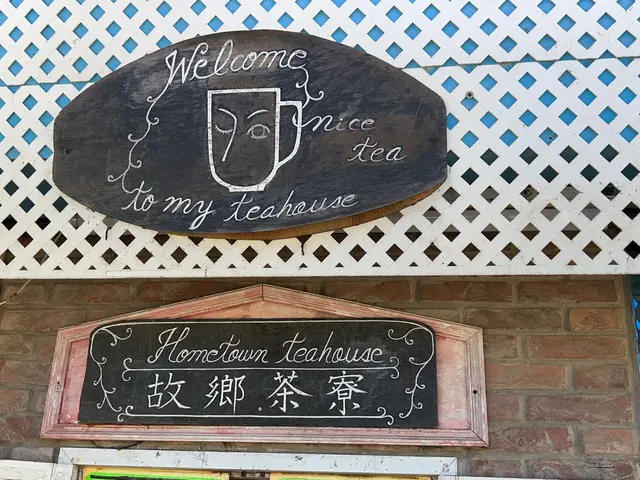 Welcome
nice
tea
to my teahouse
Hometown teahouse
故鄉茶寮